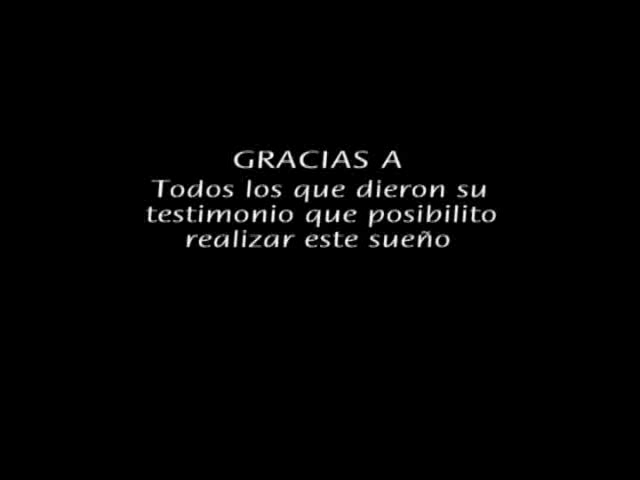 GRACIAS A
Todos los que dieron su
testimonio que posibilito
realizar este sueño